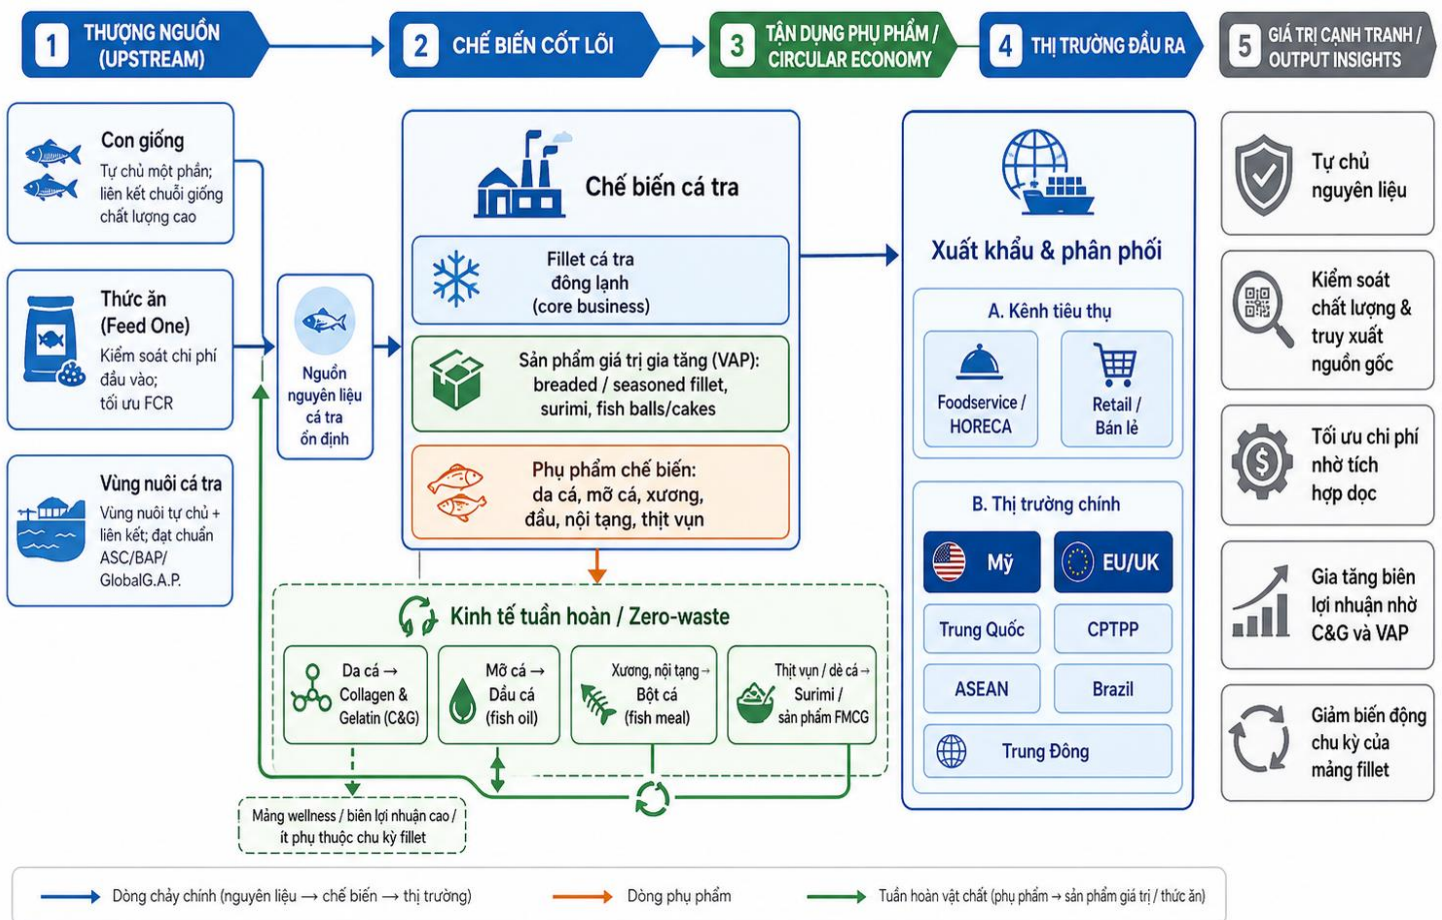 1
THƯỢNG NGUỒN
(UPSTREAM)
2
CHẾ BIẾN CỐT LÕI
3
TẬN DỤNG PHỤ PHẨM /
CIRCULAR ECONOMY
4
THỊ TRƯỜNG ĐẦU RA
5
GIÁ TRỊ CẠNH TRANH /
OUTPUT INSIGHTS
Con giống
Tự chủ một phần;
liên kết chuỗi giống
chất lượng cao
Thức ăn
(Feed One)
Kiểm soát chi phí
đầu vào;
tối ưu FCR
Vùng nuôi cá tra
Vùng nuôi tự chủ +
liên kết; đạt chuẩn
ASC/BAP/
GlobalG.A.P.
Nguồn
nguyên liệu
cá tra
ổn định
Chế biến cá tra
Fillet cá tra
đông lạnh
(core business)
Sản phẩm giá trị gia tăng (VAP):
breaded / seasoned fillet,
surimi, fish balls/cakes
Phụ phẩm chế biến:
da cá, mỡ cá, xương,
đầu, nội tạng, thịt vụn
Kinh tế tuần hoàn / Zero-waste
Da cá →
Collagen &
Gelatin (C&G)
Mỡ cá →
Dầu cá
(fish oil)
Xương, nội tạng →
Bột cá
(fish meal)
Thịt vụn / dè cá →
Surimi /
sản phẩm FMCG
Mảng wellness / biên lợi nhuận cao /
ít phụ thuộc chu kỳ fillet
Xuất khẩu & phân phối
A. Kênh tiêu thụ
Foodservice /
HORECA
Retail /
Bán lẻ
B. Thị trường chính
Mỹ
EU/UK
Trung Quốc
CPTPP
ASEAN
Brazil
Trung Đông
Tự chủ
nguyên liệu
Kiểm soát
chất lượng &
truy xuất
nguồn gốc
Tối ưu chi phí
nhờ tích
hợp dọc
Gia tăng biên
lợi nhuận nhờ
C&G và VAP
Giảm biến động
chu kỳ của
mảng fillet
Dòng chảy chính (nguyên liệu → chế biến → thị trường)
Dòng phụ phẩm
Tuần hoàn vật chất (phụ phẩm → sản phẩm giá trị / thức ăn)